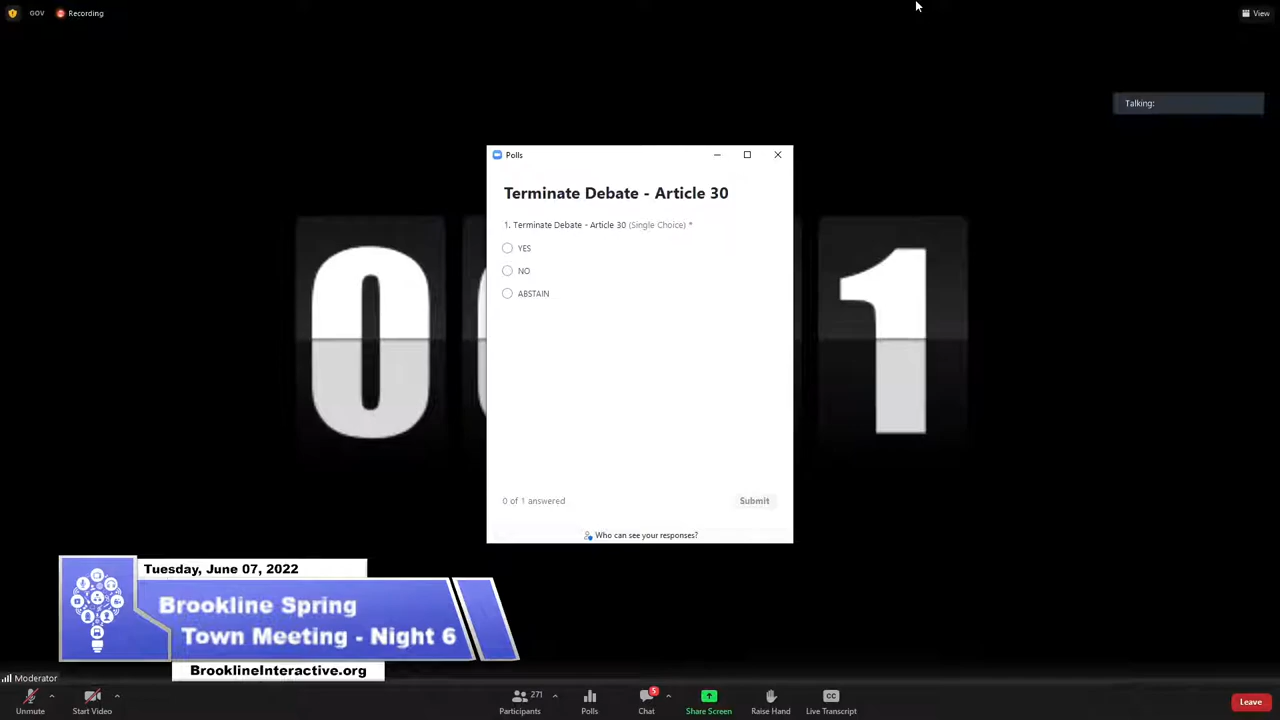 GOV
Recording
View
Talking:
Polls
Terminate Debate - Article 30
1. Terminate Debate - Article 30 (Single Choice) *
YES
NO
ABSTAIN
0
1
0 of 1 answered
Submit
Who can see your responses?
Tuesday, June 07, 2022
Brookline Spring
Town Meeting - Night 6
BrooklineInteractive.org
Moderator
Unmute
Start Video
271
Participants
Polls
5
Chat
Share Screen
Raise Hand
CC
Live Transcript
Leave